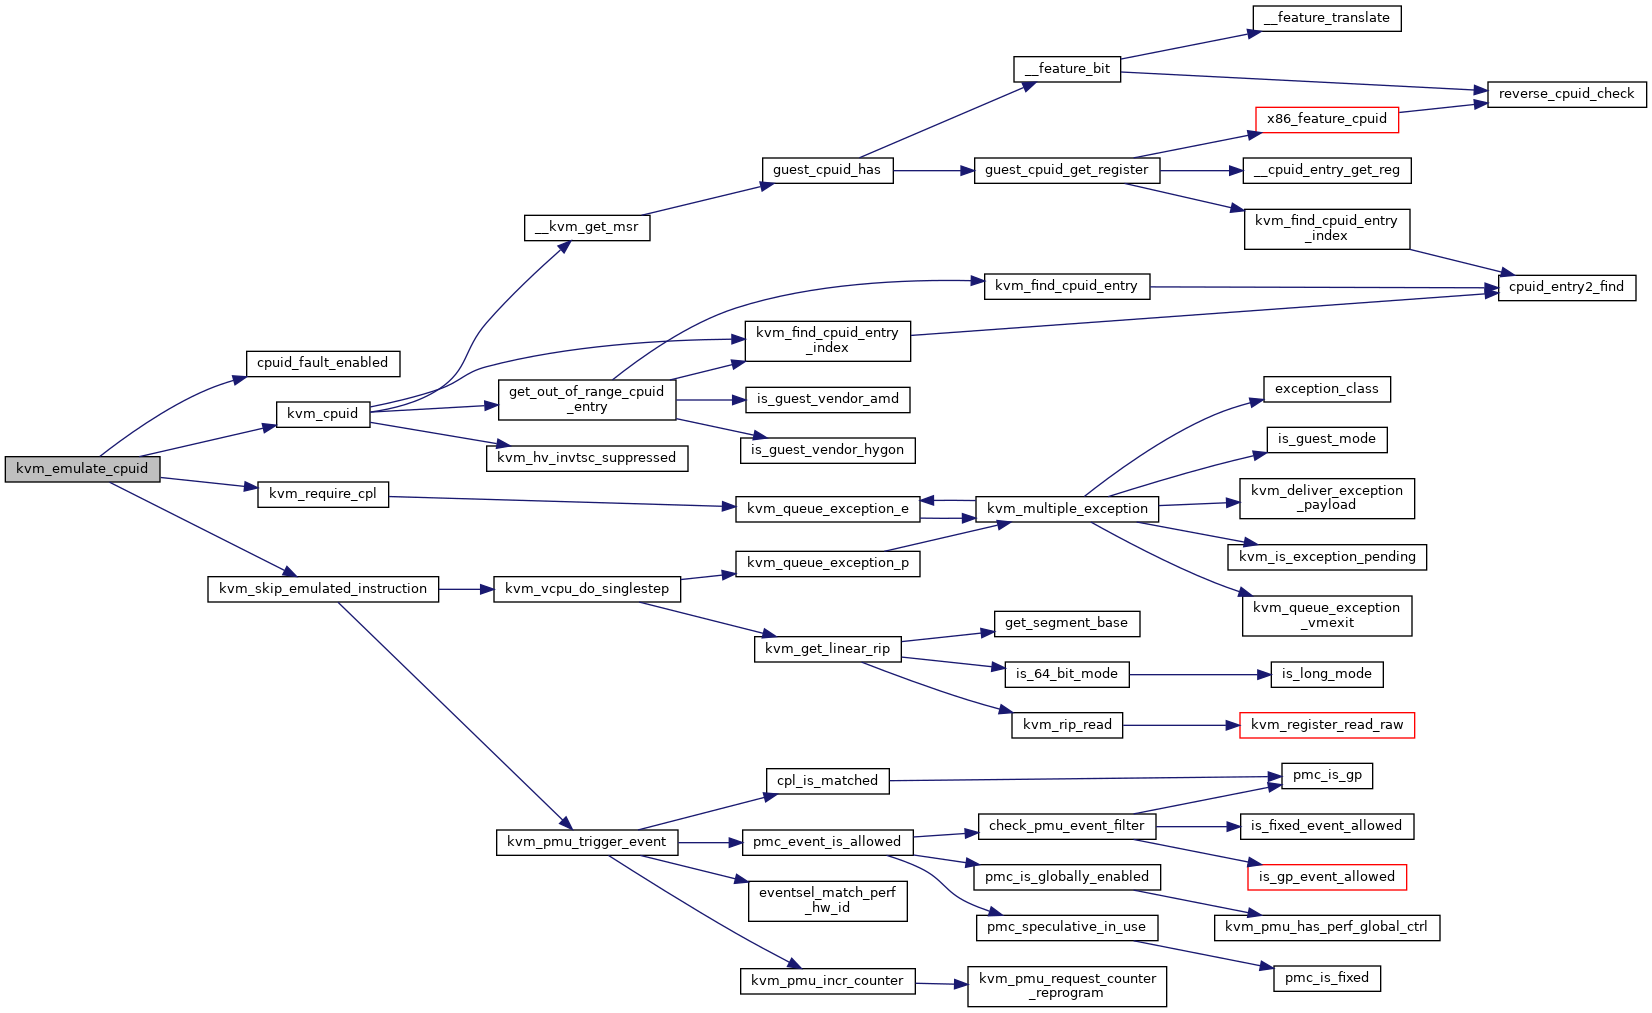 __feature_translate
__feature_bit
reverse_cpuid_check
x86_feature_cpuid
guest_cpuid_has
guest_cpuid_get_register
__cpuid_entry_get_reg
__kvm_get_msr
kvm_find_cpuid_entry
_index
kvm_find_cpuid_entry
cpuid_entry2_find
kvm_find_cpuid_entry
_index
cpuid_fault_enabled
get_out_of_range_cpuid
_entry
is_guest_vendor_amd
exception_class
kvm_cpuid
is_guest_mode
is_guest_vendor_hygon
kvm_hv_invtsc_suppressed
kvm_emulate_cpuid
kvm_require_cpl
kvm_deliver_exception
_payload
kvm_queue_exception_e
kvm_multiple_exception
kvm_is_exception_pending
kvm_queue_exception_p
kvm_skip_emulated_instruction
kvm_vcpu_do_singlestep
kvm_queue_exception
_vmexit
get_segment_base
kvm_get_linear_rip
is_64_bit_mode
is_long_mode
kvm_rip_read
kvm_register_read_raw
cpl_is_matched
pmc_is_gp
check_pmu_event_filter
is_fixed_event_allowed
kvm_pmu_trigger_event
pmc_event_is_allowed
pmc_is_globally_enabled
is_gp_event_allowed
eventsel_match_perf
_hw_id
pmc_speculative_in_use
kvm_pmu_has_perf_global_ctrl
kvm_pmu_incr_counter
kvm_pmu_request_counter
_reprogram
pmc_is_fixed